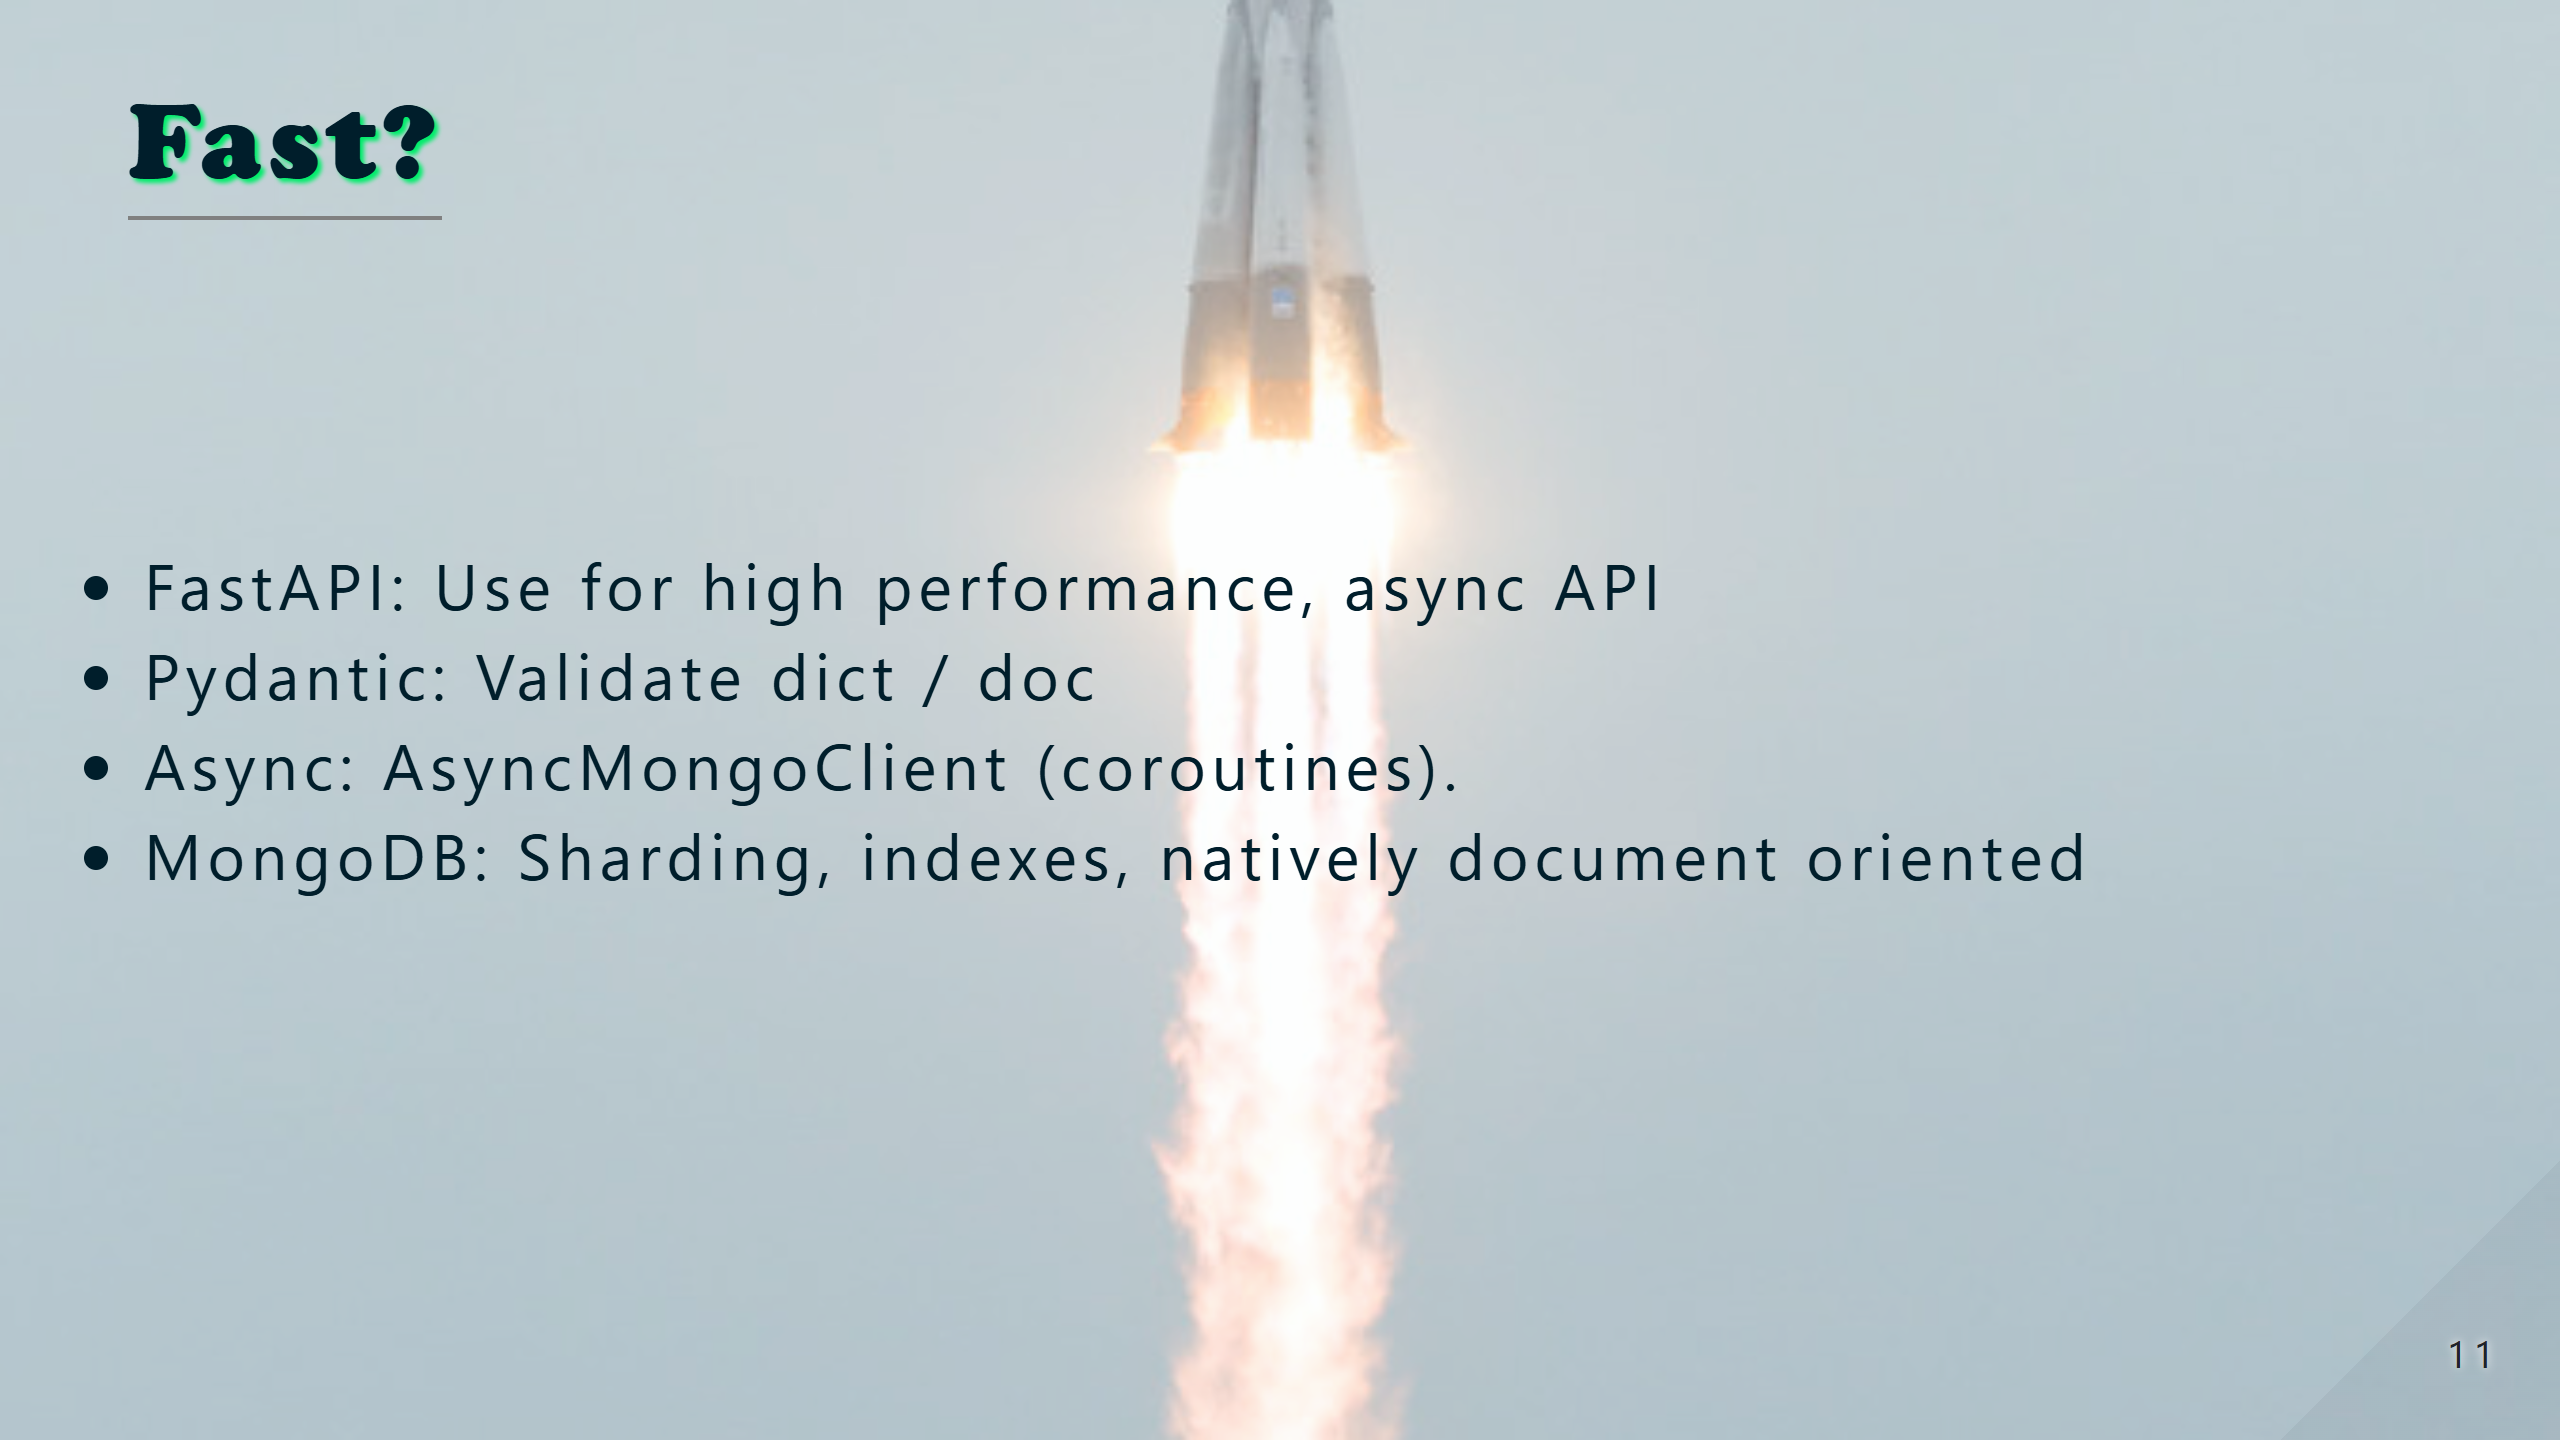 Fast?
• FastAPI: Use for high performance, async API
• Pydantic: Validate dict / doc
• Async: AsyncMongoClient (coroutines).
• MongoDB: Sharding, indexes, natively document oriented
11